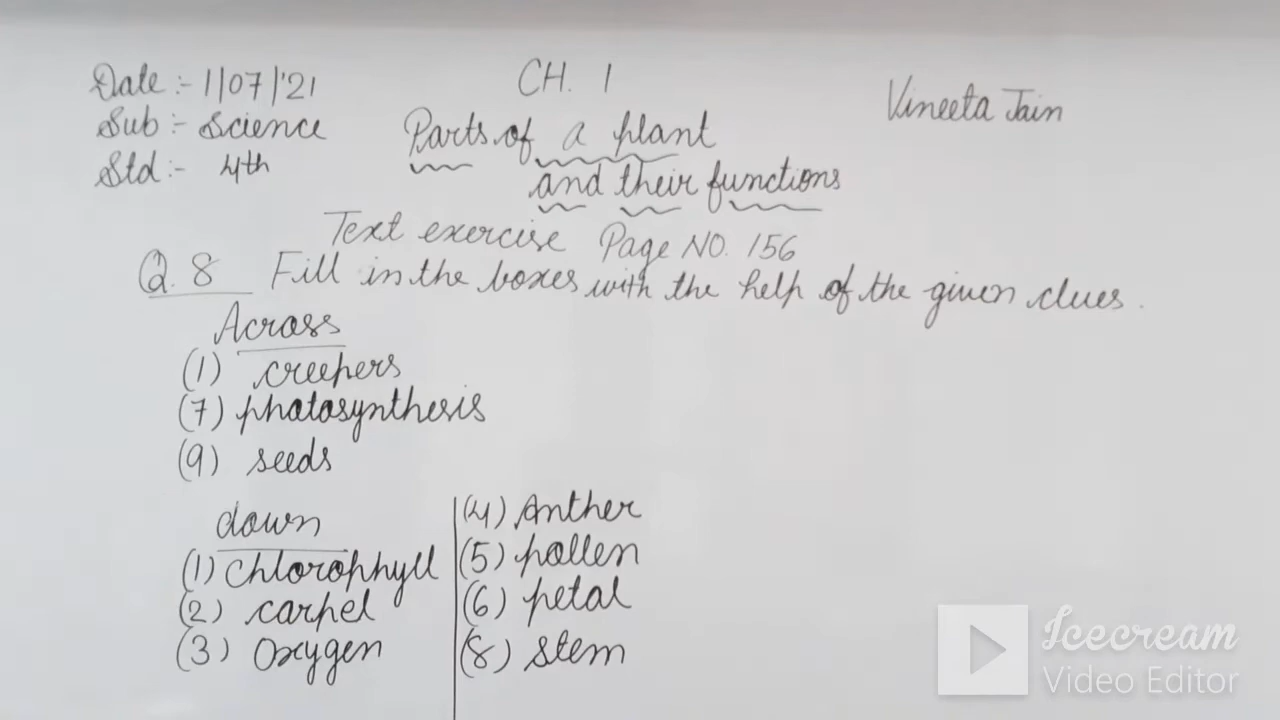 Date :- 1/07/'21
CH. 1
Vineeta Jain
Sub :- Science
Parts of a plant
Std :- 4th
and their functions
Text exercise Page NO. 156
Q. 8 Fill in the boxes with the help of the given clues.
Across
(1) creepers
(7) photosynthesis
(9) seeds
down
(1) Chlorophyll
(2) carpel
(3) Oxygen
(4) Anther
(5) pollen
(6) petal
(8) stem
Icecream
Video Editor